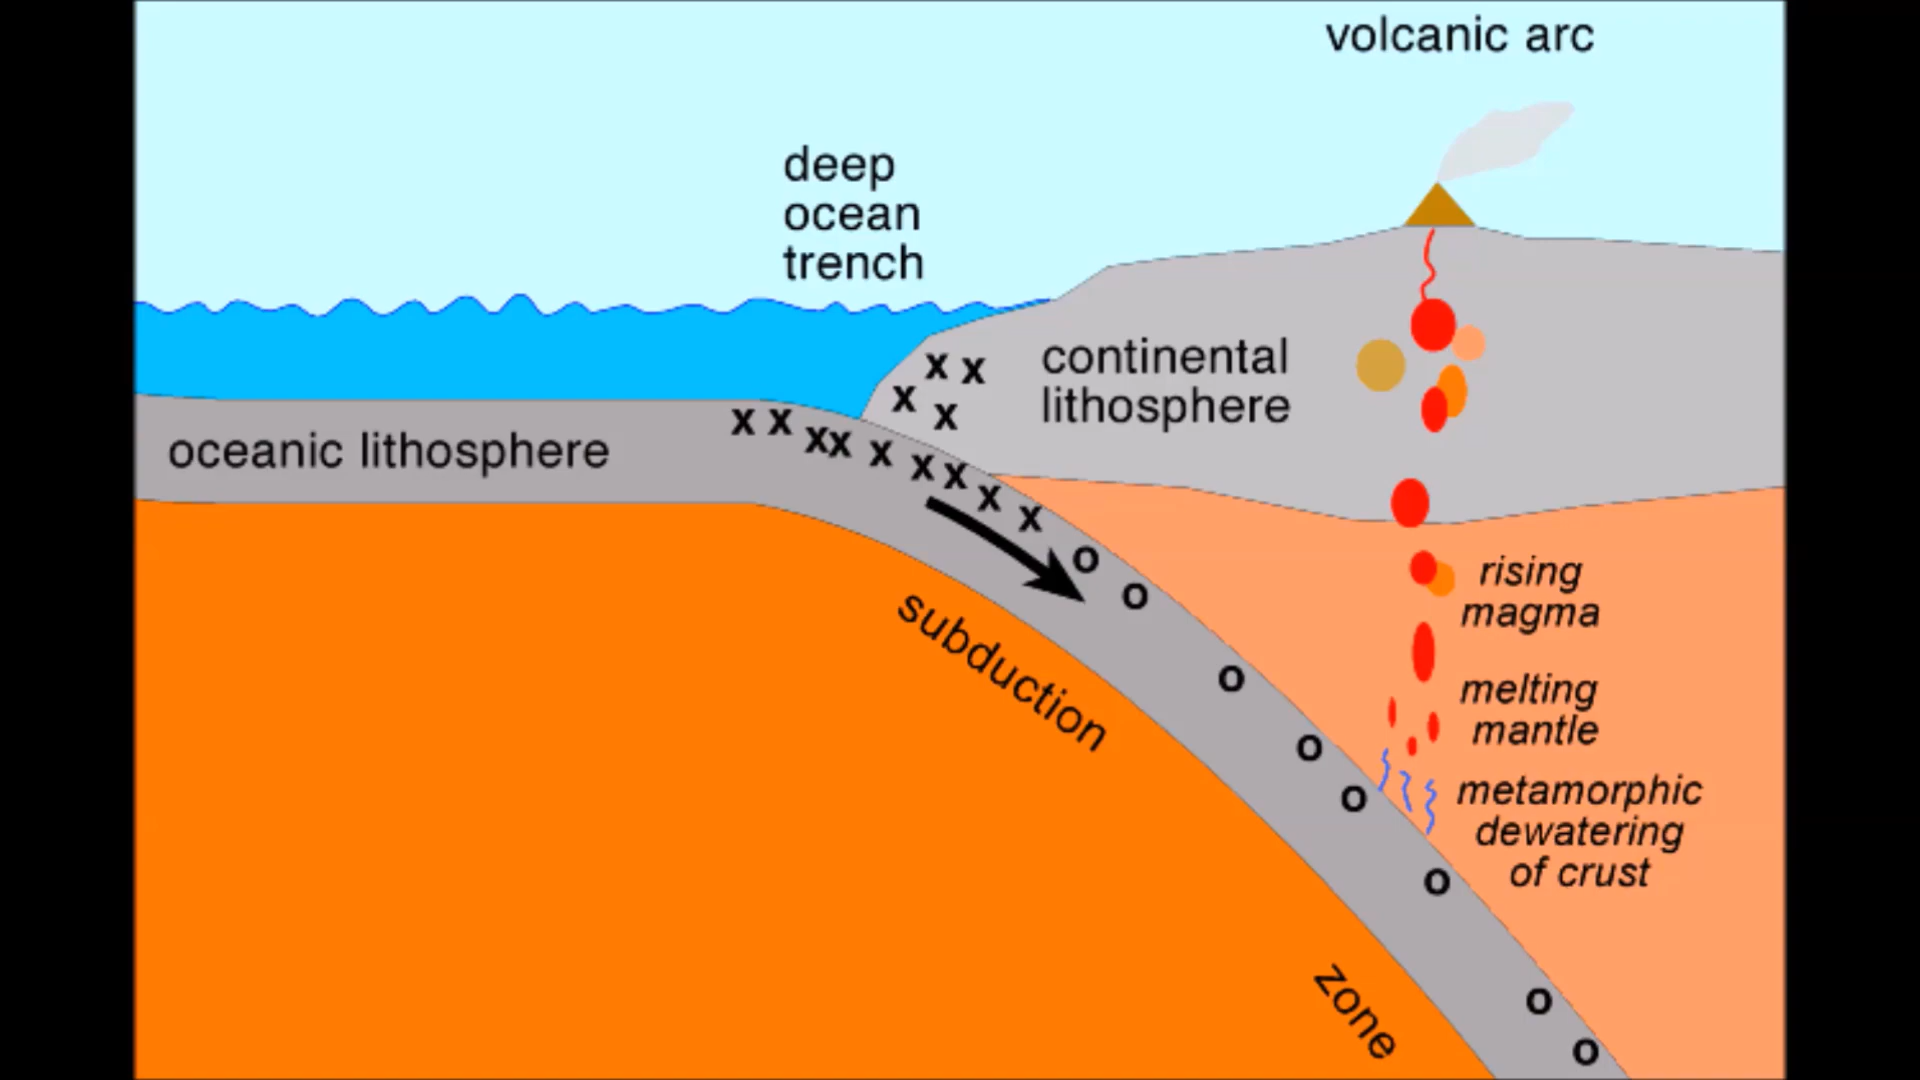 volcanic arc
deep
ocean
trench
continental
lithosphere
x x
x
x
x x
xx
x
x
x
x
x
oceanic lithosphere
o
o
rising
magma
subduction
o
melting
mantle
o
o
metamorphic
dewatering
of crust
o
zone
o
o